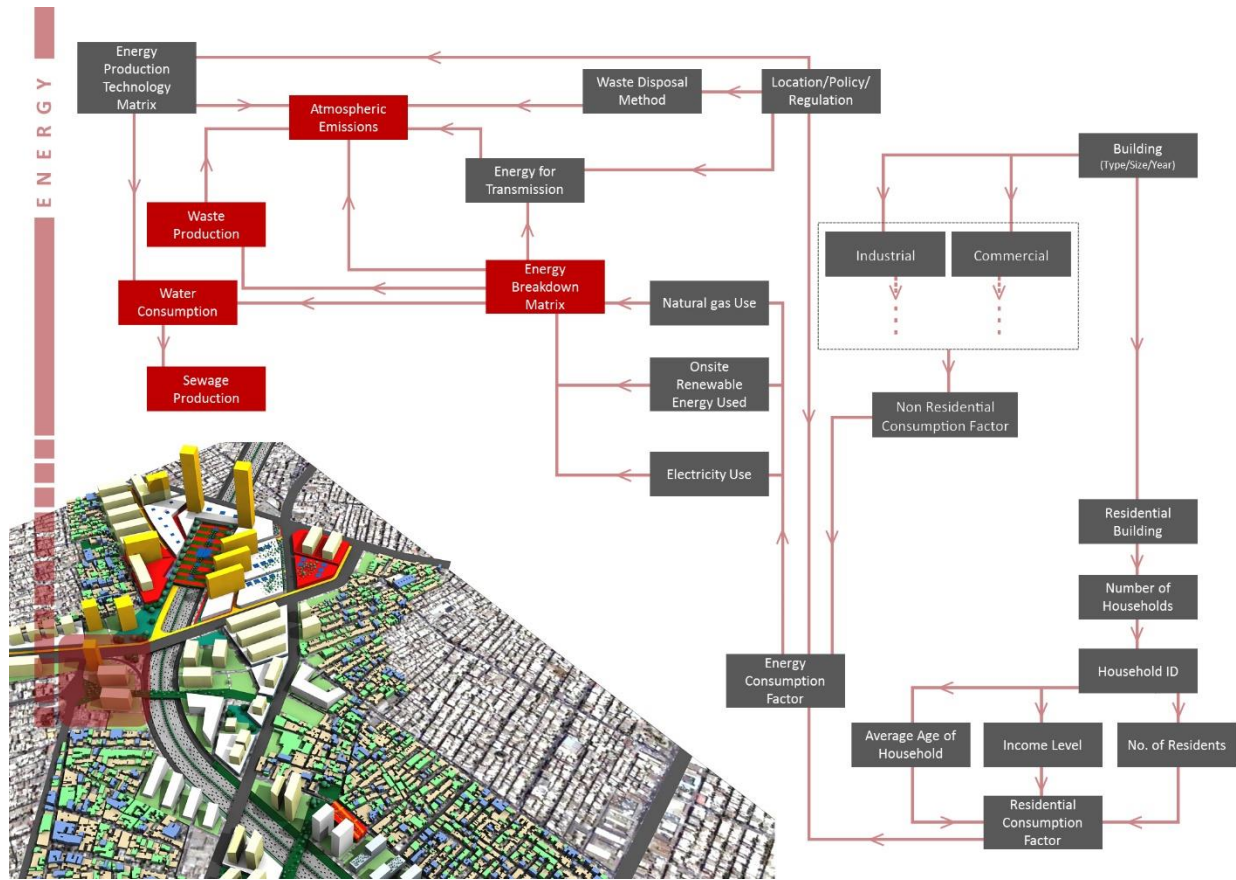 ENERGY
Energy
Production
Technology
Matrix
Atmospheric
Emissions
Waste Disposal
Method
Location/Policy/
Regulation
Energy for
Transmission
Building
(Type/Size/Year)
Waste
Production
Industrial
Commercial
Energy
Breakdown
Matrix
Water
Consumption
Natural gas Use
Sewage
Production
Onsite
Renewable
Energy Used
Non Residential
Consumption Factor
Electricity Use
Residential
Building
Number of
Households
Energy
Consumption
Factor
Household ID
Average Age of
Household
Income Level
No. of Residents
Residential
Consumption
Factor